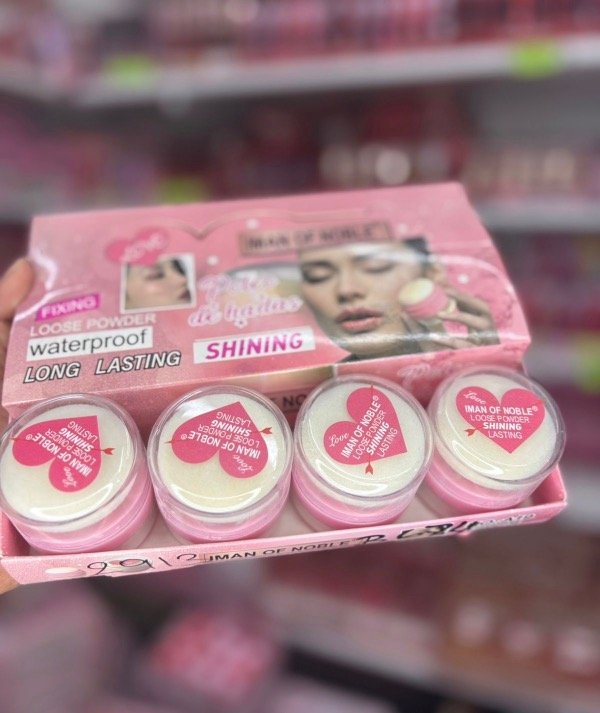 IMAN OF NOBLE
Love
FIXING
LOOSE POWDER
waterproof
LONG LASTING
Polvo
de hadas
SHINING
IMAN OF NOBLE®
LOOSE POWDER
SHINING
LASTING
Love
IMAN OF NOBLE®
LOOSE POWDER
SHINING
LASTING
Love
Love
IMAN OF NOBLE®
LOOSE POWDER
SHINING
LASTING
Love
IMAN OF NOBLE®
LOOSE POWDER
SHINING
LASTING
IMAN OF NOBLE